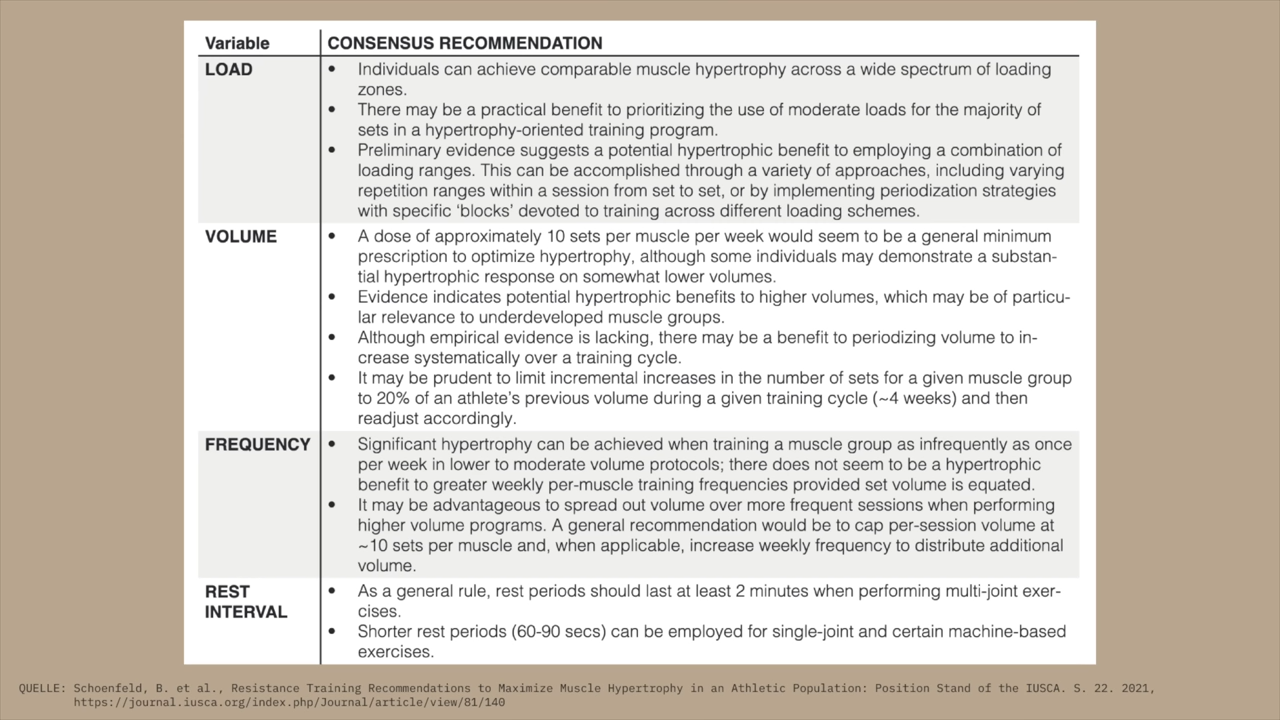 Variable CONSENSUS RECOMMENDATION
LOAD • Individuals can achieve comparable muscle hypertrophy across a wide spectrum of loading
zones.
• There may be a practical benefit to prioritizing the use of moderate loads for the majority of
sets in a hypertrophy-oriented training program.
• Preliminary evidence suggests a potential hypertrophic benefit to employing a combination of
loading ranges. This can be accomplished through a variety of approaches, including varying
repetition ranges within a session from set to set, or by implementing periodization strategies
with specific ‘blocks’ devoted to training across different loading schemes.
VOLUME • A dose of approximately 10 sets per muscle per week would seem to be a general minimum
prescription to optimize hypertrophy, although some individuals may demonstrate a substan-
tial hypertrophic response on somewhat lower volumes.
• Evidence indicates potential hypertrophic benefits to higher volumes, which may be of particu-
lar relevance to underdeveloped muscle groups.
• Although empirical evidence is lacking, there may be a benefit to periodizing volume to in-
crease systematically over a training cycle.
• It may be prudent to limit incremental increases in the number of sets for a given muscle group
to 20% of an athlete’s previous volume during a given training cycle (~4 weeks) and then
readjust accordingly.
FREQUENCY • Significant hypertrophy can be achieved when training a muscle group as infrequently as once
per week in lower to moderate volume protocols; there does not seem to be a hypertrophic
benefit to greater weekly per-muscle training frequencies provided set volume is equated.
• It may be advantageous to spread out volume over more frequent sessions when performing
higher volume programs. A general recommendation would be to cap per-session volume at
~10 sets per muscle and, when applicable, increase weekly frequency to distribute additional
volume.
REST • As a general rule, rest periods should last at least 2 minutes when performing multi-joint exer-
INTERVAL cises.
• Shorter rest periods (60-90 secs) can be employed for single-joint and certain machine-based
exercises.
QUELLE: Schoenfeld, B. et al., Resistance Training Recommendations to Maximize Muscle Hypertrophy in an Athletic Population: Position Stand of the IUSCA. S. 22. 2021,
https://journal.iusca.org/index.php/Journal/article/view/81/140